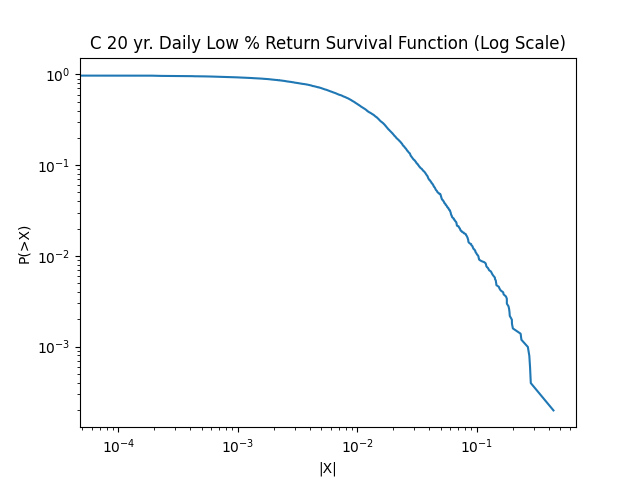 C 20 yr. Daily Low % Return Survival Function (Log Scale)
10⁰
10⁻¹
10⁻²
10⁻³
P(>X)
10⁻⁴
10⁻³
10⁻²
10⁻¹
|X|